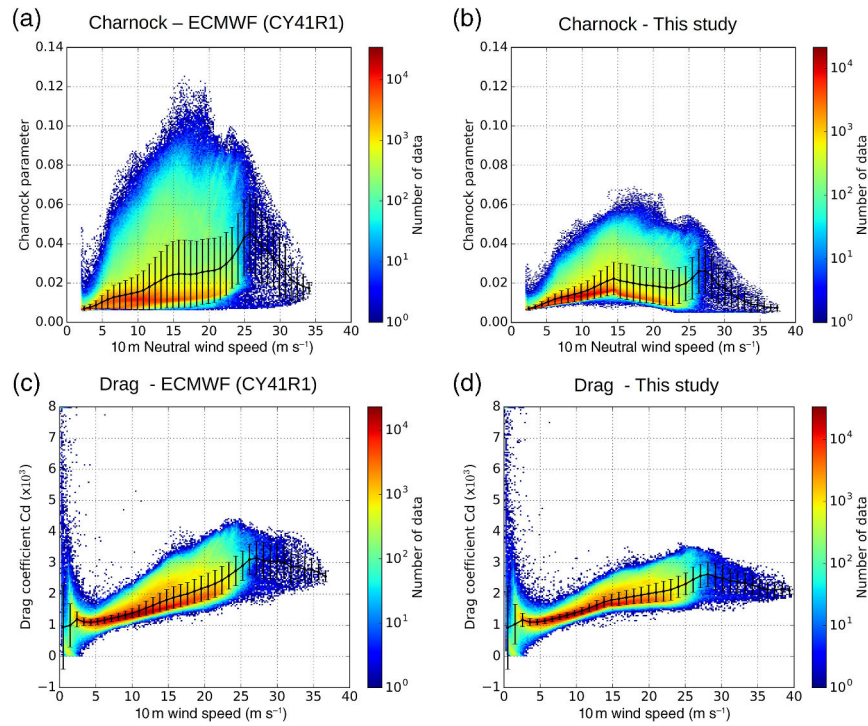 (a) Charnock – ECMWF (CY41R1)
0.14
0.12
0.10
0.08
0.06
0.04
0.02
0.00
Charnock parameter
0 5 10 15 20 25 30 35 40
10 m Neutral wind speed (m s⁻¹)
10⁴
10³
10²
10¹
10⁰
Number of data
(b) Charnock - This study
0.14
0.12
0.10
0.08
0.06
0.04
0.02
0.00
Charnock parameter
0 5 10 15 20 25 30 35 40
10 m Neutral wind speed (m s⁻¹)
10⁴
10³
10²
10¹
10⁰
Number of data
(c) Drag - ECMWF (CY41R1)
8
7
6
5
4
3
2
1
0
−1
Drag coefficient Cd (x10³)
0 5 10 15 20 25 30 35 40
10 m wind speed (m s⁻¹)
10⁴
10³
10²
10¹
10⁰
Number of data
(d) Drag - This study
8
7
6
5
4
3
2
1
0
−1
Drag coefficient Cd (x10³)
0 5 10 15 20 25 30 35 40
10 m wind speed (m s⁻¹)
10⁴
10³
10²
10¹
10⁰
Number of data